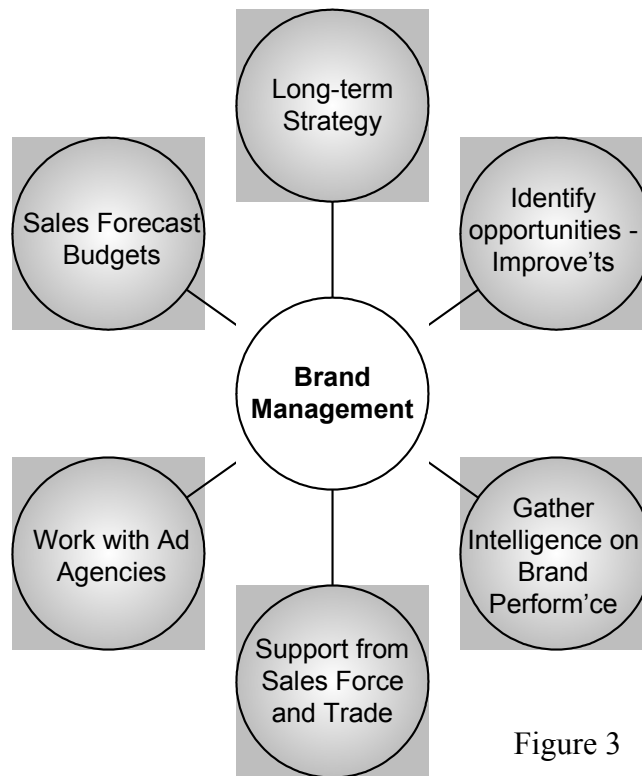 Long-term
Strategy
Identify
opportunities -
Improve'ts
Sales Forecast
Budgets
Brand
Management
Gather
Intelligence on
Brand
Perform'ce
Work with Ad
Agencies
Support from
Sales Force
and Trade
Figure 3